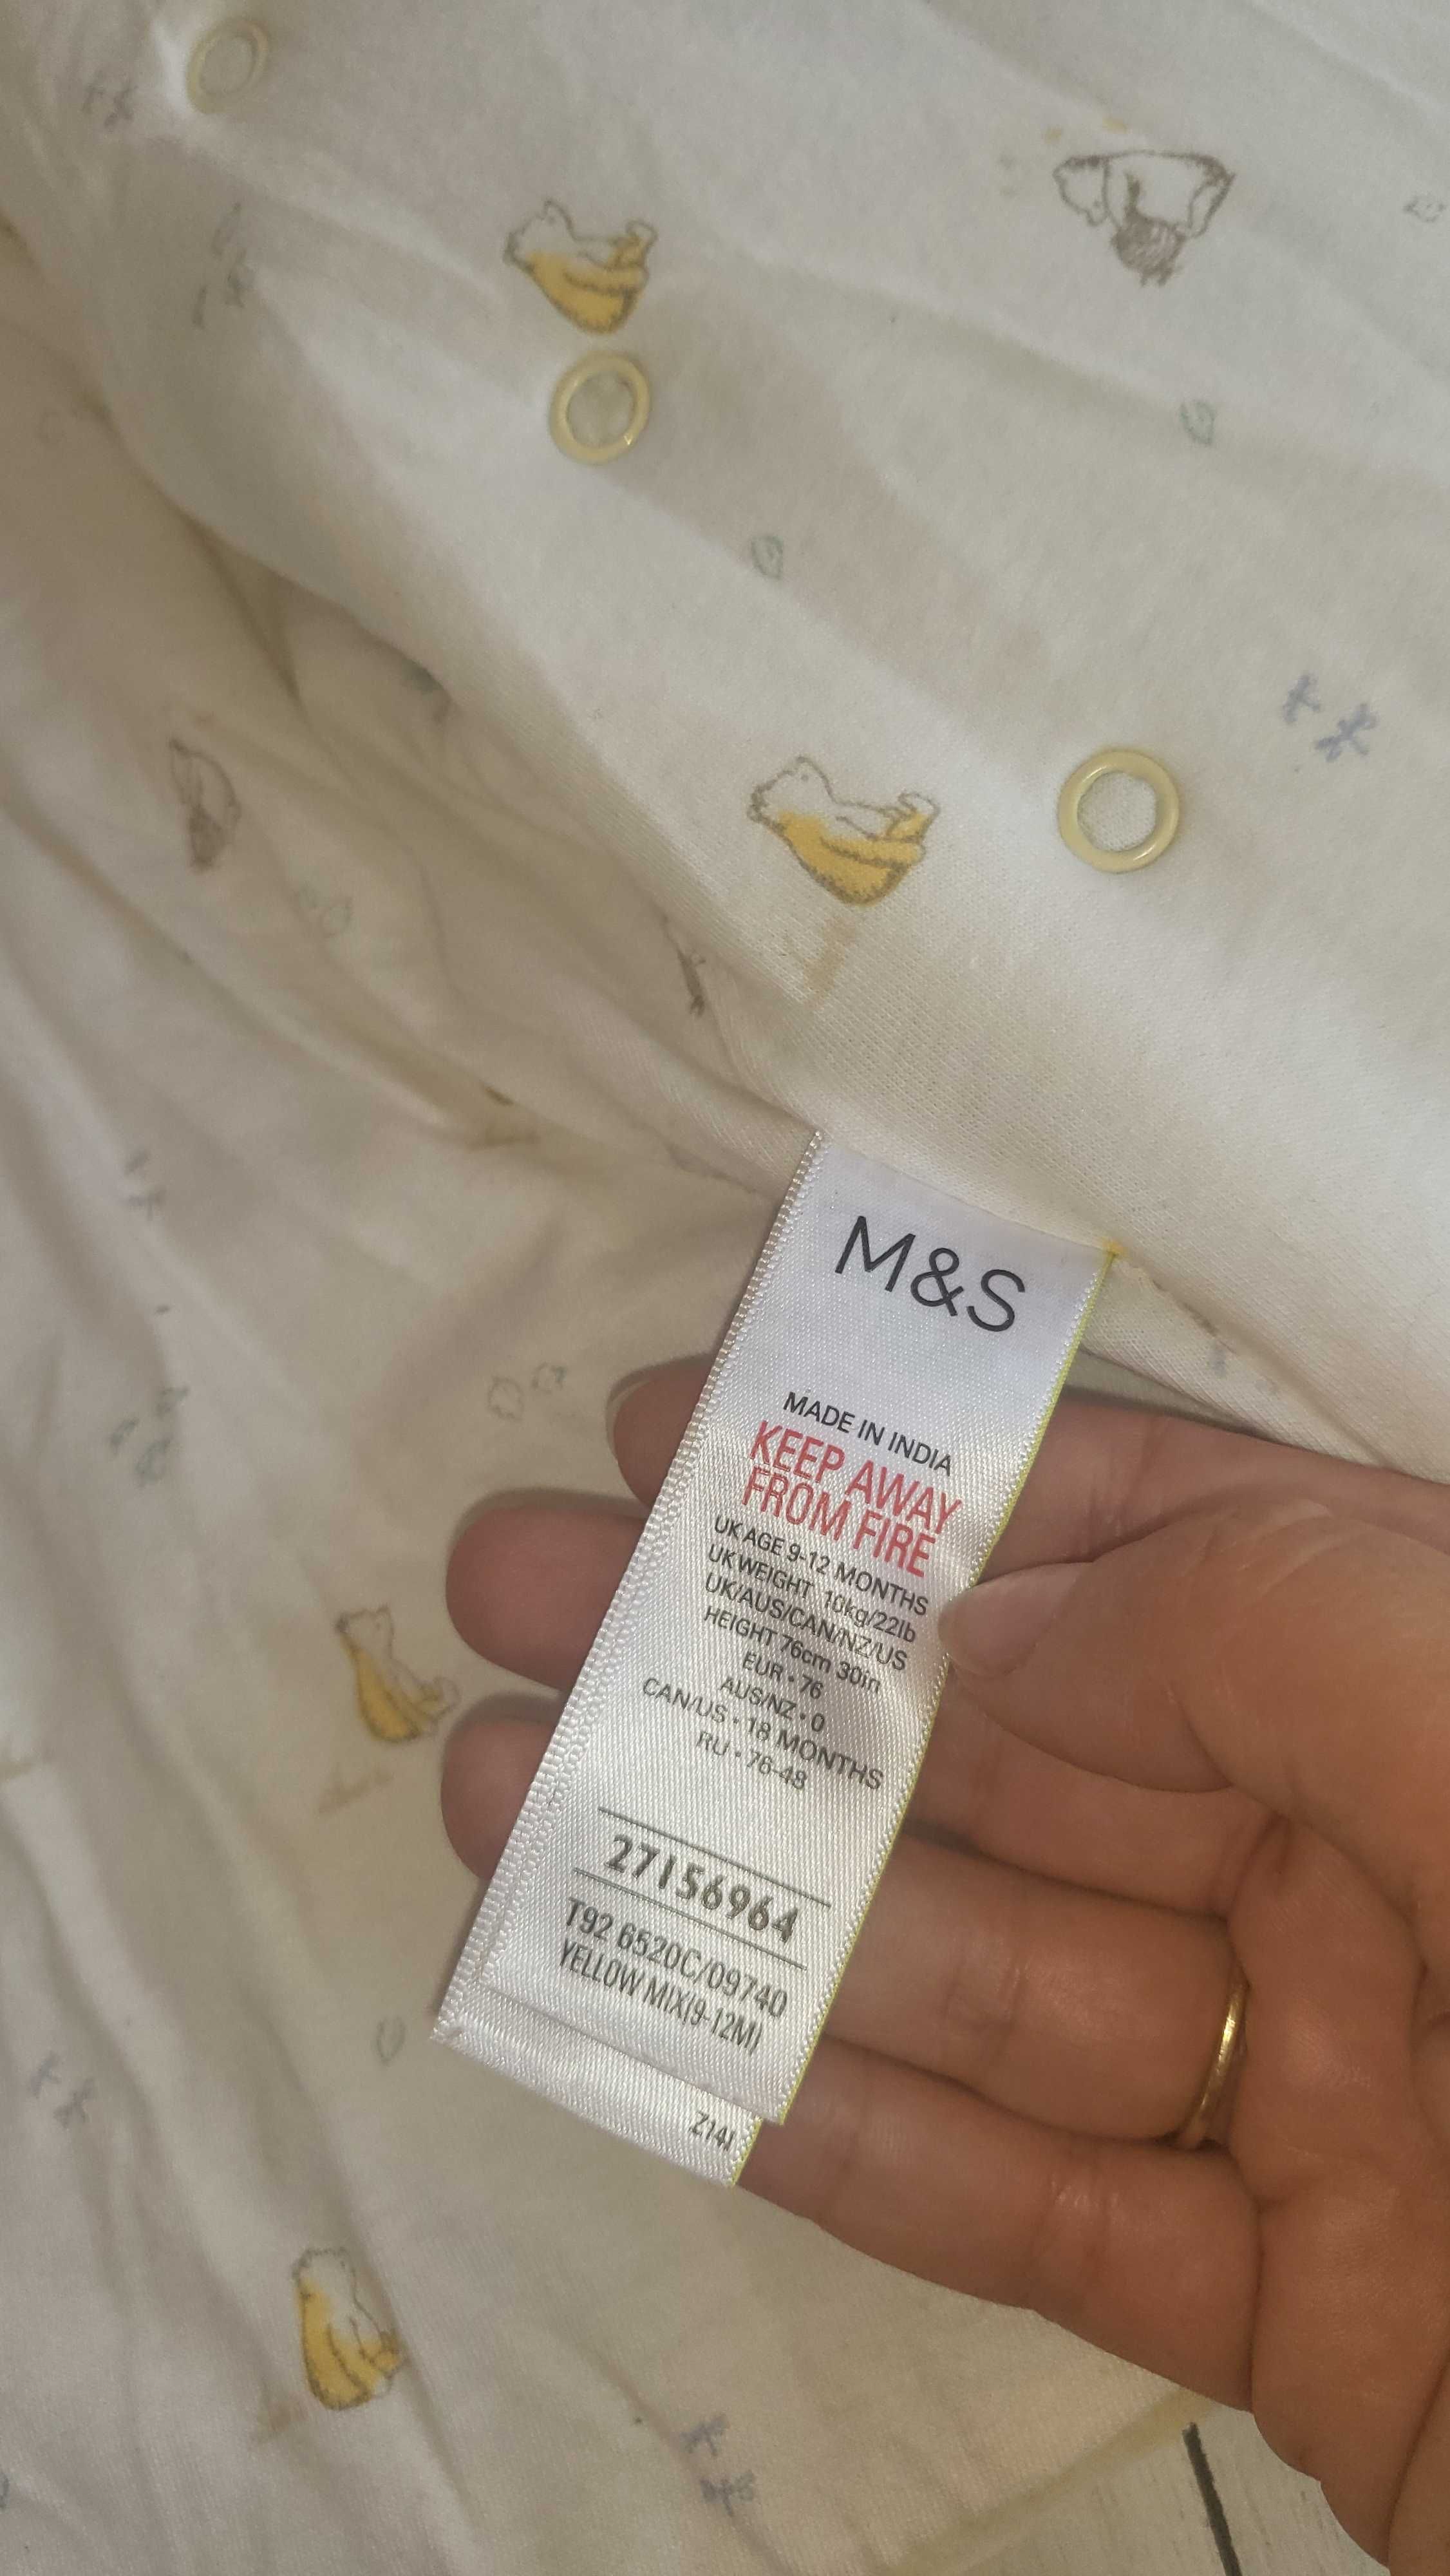 M&S
MADE IN INDIA
KEEP AWAY
FROM FIRE
UK AGE 9-12 MONTHS
UK WEIGHT 10kg/22lb
UK/AUS/CAN/NZ/US
HEIGHT 76cm 30in
EUR • 76
AUS/NZ • 0
CAN/US • 18 MONTHS
RU • 76-48
27156964
T92 6520C/09740
YELLOW MIX(9-12M)
Z14I